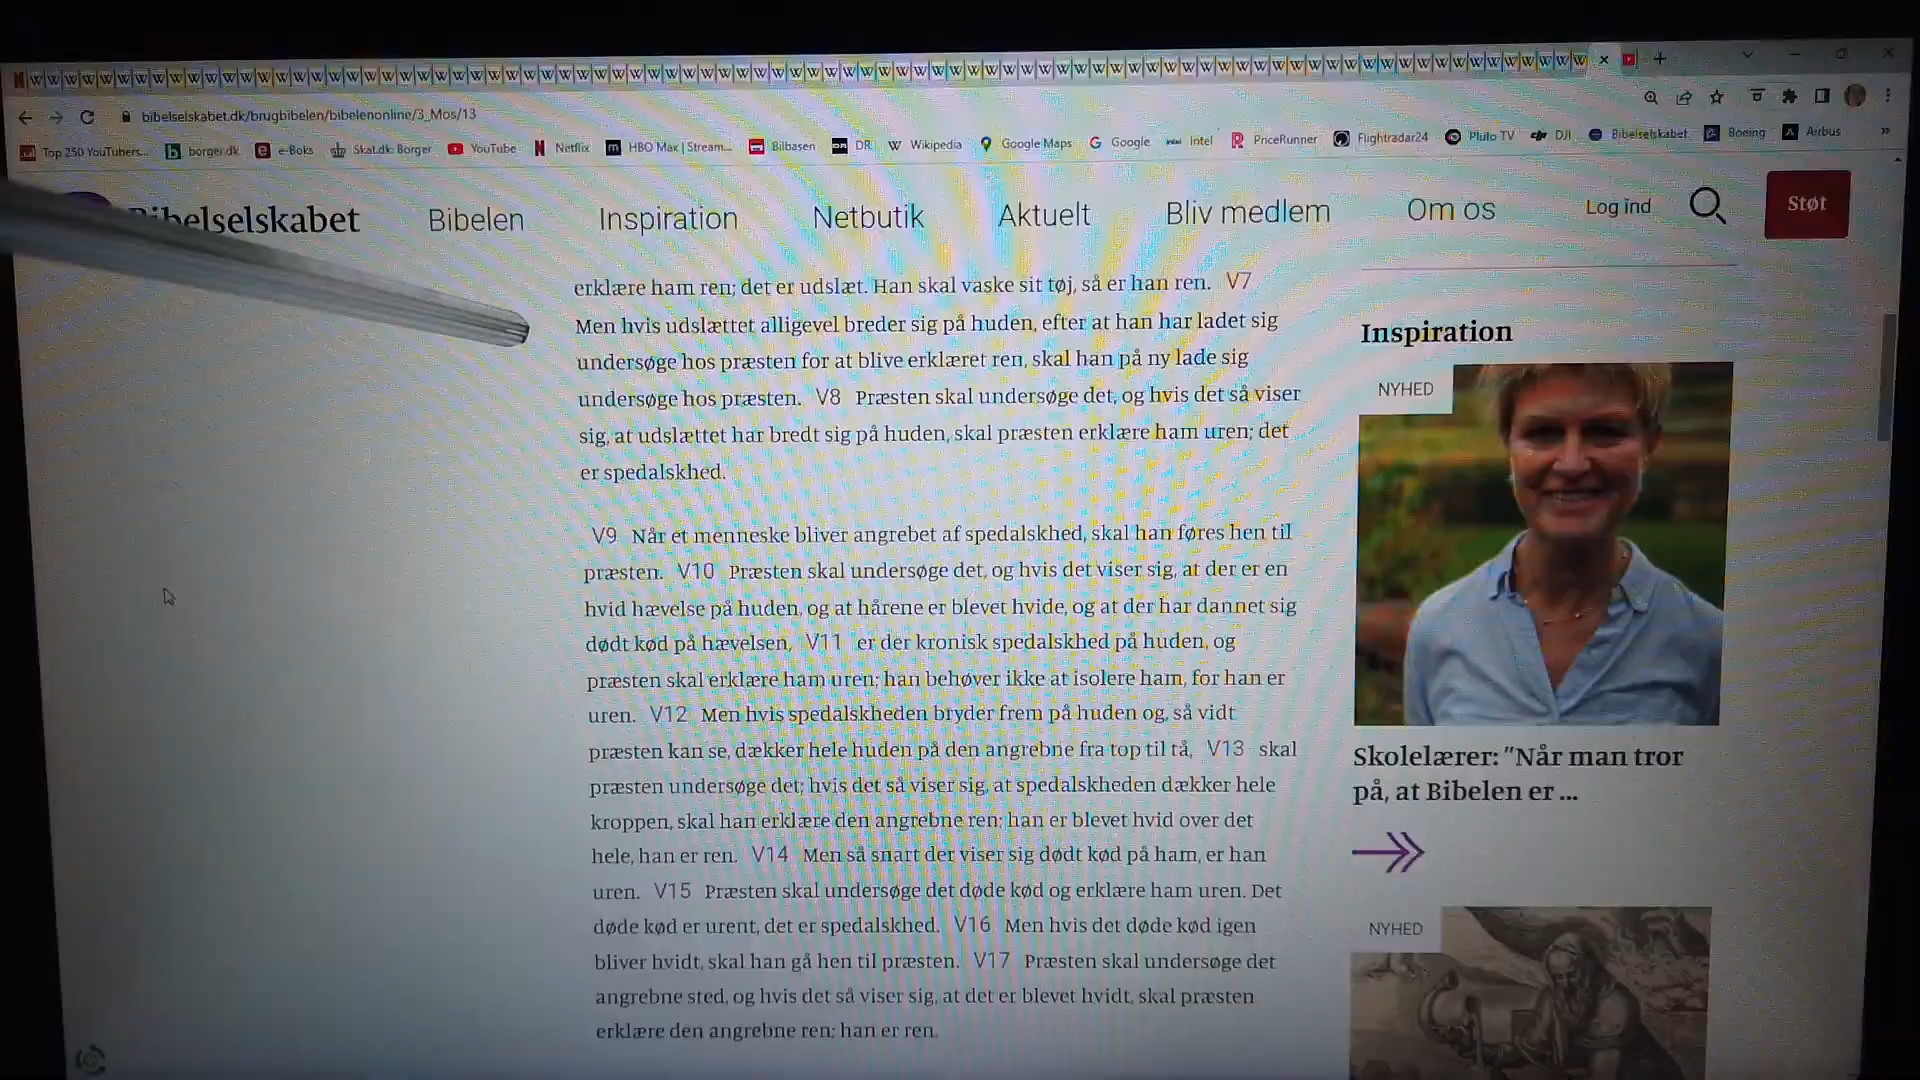 bibelselskabet.dk/brugbibelen/bibelenonline/3_Mos/13
Top 250 YouTubers... borger.dk e-Boks Skat.dk: Borger YouTube Netflix HBO Max | Stream... Bilbasen DR Wikipedia Google Maps Google Intel PriceRunner Flightradar24 Pluto TV DJI Bibelselskabet Boeing Airbus »
Bibelselskabet Bibelen Inspiration Netbutik Aktuelt Bliv medlem Om os Log ind Støt
erklære ham ren; det er udslæt. Han skal vaske sit tøj, så er han ren. V7
Men hvis udslættet alligevel breder sig på huden, efter at han har ladet sig
undersøge hos præsten for at blive erklæret ren, skal han på ny lade sig
undersøge hos præsten. V8 Præsten skal undersøge det, og hvis det så viser
sig, at udslættet har bredt sig på huden, skal præsten erklære ham uren; det
er spedalskhed.
V9 Når et menneske bliver angrebet af spedalskhed, skal han føres hen til
præsten. V10 Præsten skal undersøge det, og hvis det viser sig, at der er en
hvid hævelse på huden, og at hårene er blevet hvide, og at der har dannet sig
dødt kød på hævelsen, V11 er der kronisk spedalskhed på huden, og
præsten skal erklære ham uren; han behøver ikke at isolere ham, for han er
uren. V12 Men hvis spedalskheden bryder frem på huden og, så vidt
præsten kan se, dækker hele huden på den angrebne fra top til tå, V13 skal
præsten undersøge det; hvis det så viser sig, at spedalskheden dækker hele
kroppen, skal han erklære den angrebne ren; han er blevet hvid over det
hele, han er ren. V14 Men så snart der viser sig dødt kød på ham, er han
uren. V15 Præsten skal undersøge det døde kød og erklære ham uren. Det
døde kød er urent, det er spedalskhed. V16 Men hvis det døde kød igen
bliver hvidt, skal han gå hen til præsten. V17 Præsten skal undersøge det
angrebne sted, og hvis det så viser sig, at det er blevet hvidt, skal præsten
erklære den angrebne ren; han er ren.
Inspiration
NYHED
Skolelærer: "Når man tror
på, at Bibelen er ...
NYHED